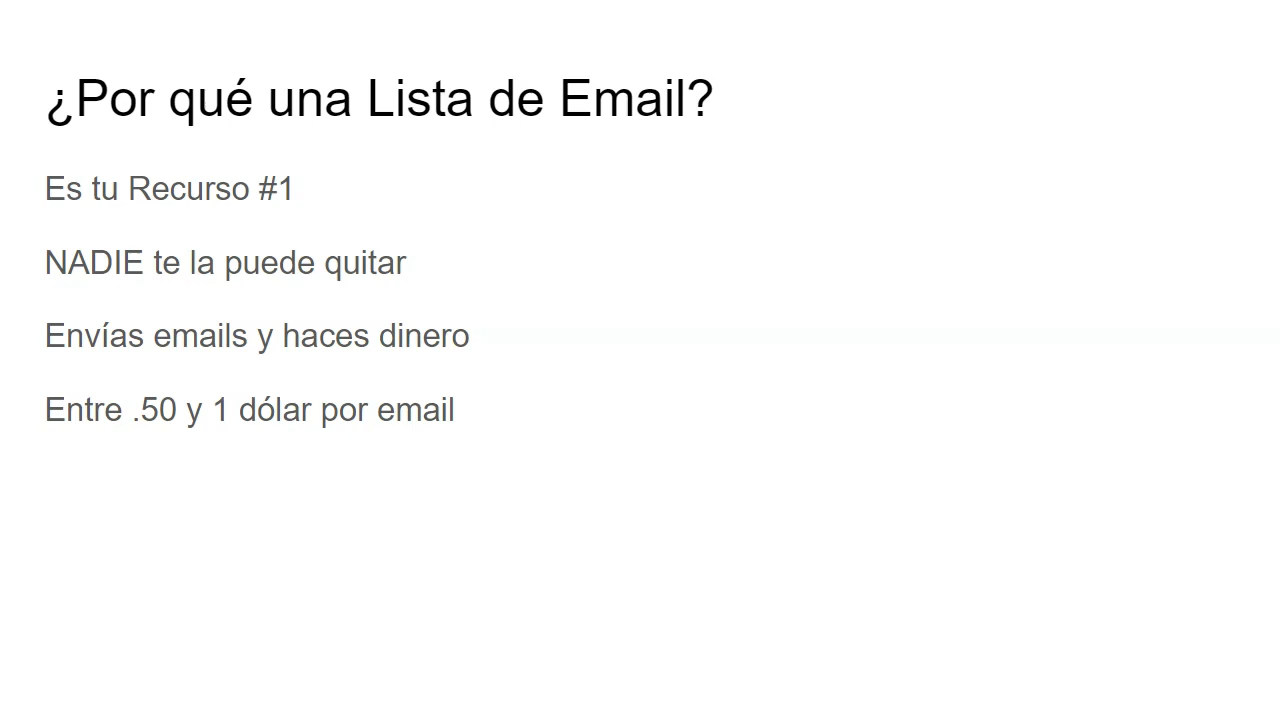 ¿Por qué una Lista de Email?
Es tu Recurso #1
NADIE te la puede quitar
Envías emails y haces dinero
Entre .50 y 1 dólar por email